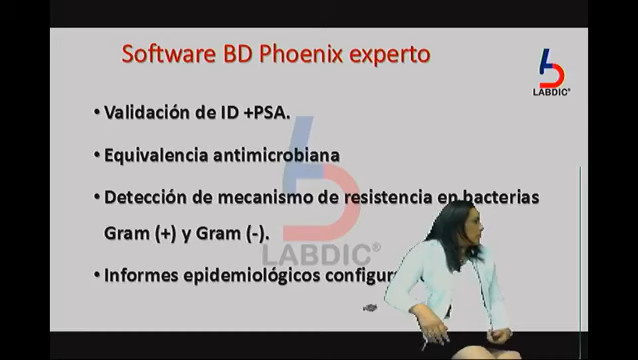 Software BD Phoenix experto
LABDIC®
• Validación de ID +PSA.
• Equivalencia antimicrobiana
• Detección de mecanismo de resistencia en bacterias
Gram (+) y Gram (-).
LABDIC®
• Informes epidemiológicos